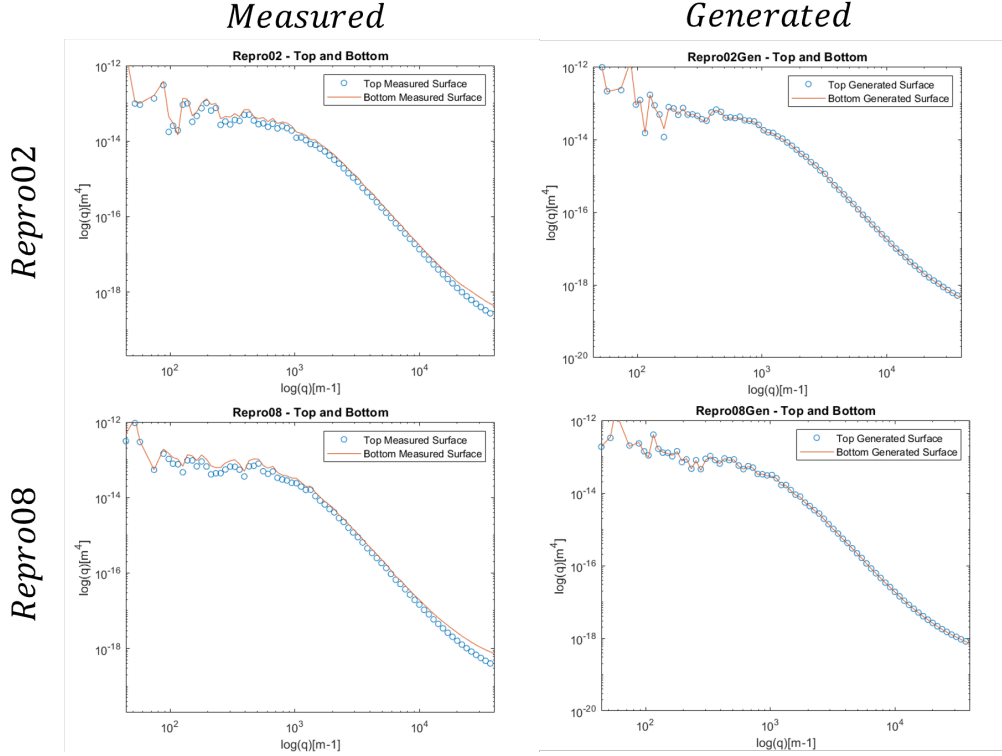 Measured
Generated
Repro02
Repro08
Repro02 - Top and Bottom
Top Measured Surface
Bottom Measured Surface
10^-12
10^-14
10^-16
10^-18
log(q)[m^4]
10^2
10^3
10^4
log(q)[m-1]
Repro02Gen - Top and Bottom
Top Generated Surface
Bottom Generated Surface
10^-12
10^-14
10^-16
10^-18
10^-20
log(q)[m^4]
10^2
10^3
10^4
log(q)[m-1]
Repro08 - Top and Bottom
Top Measured Surface
Bottom Measured Surface
10^-12
10^-14
10^-16
10^-18
log(q)[m^4]
10^2
10^3
10^4
log(q)[m-1]
Repro08Gen - Top and Bottom
Top Generated Surface
Bottom Generated Surface
10^-12
10^-14
10^-16
10^-18
10^-20
log(q)[m^4]
10^2
10^3
10^4
log(q)[m-1]